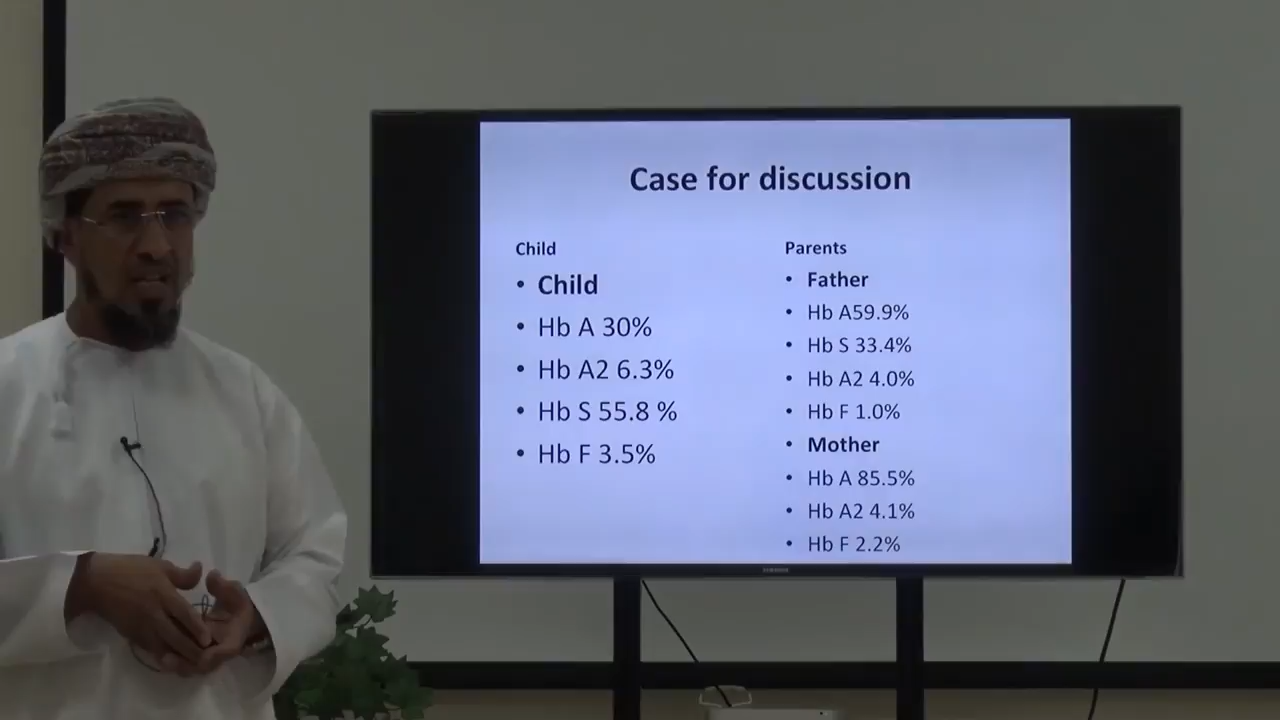 Case for discussion
Child
• Child
• Hb A 30%
• Hb A2 6.3%
• Hb S 55.8 %
• Hb F 3.5%
Parents
• Father
• Hb A59.9%
• Hb S 33.4%
• Hb A2 4.0%
• Hb F 1.0%
• Mother
• Hb A 85.5%
• Hb A2 4.1%
• Hb F 2.2%
SAMSUNG